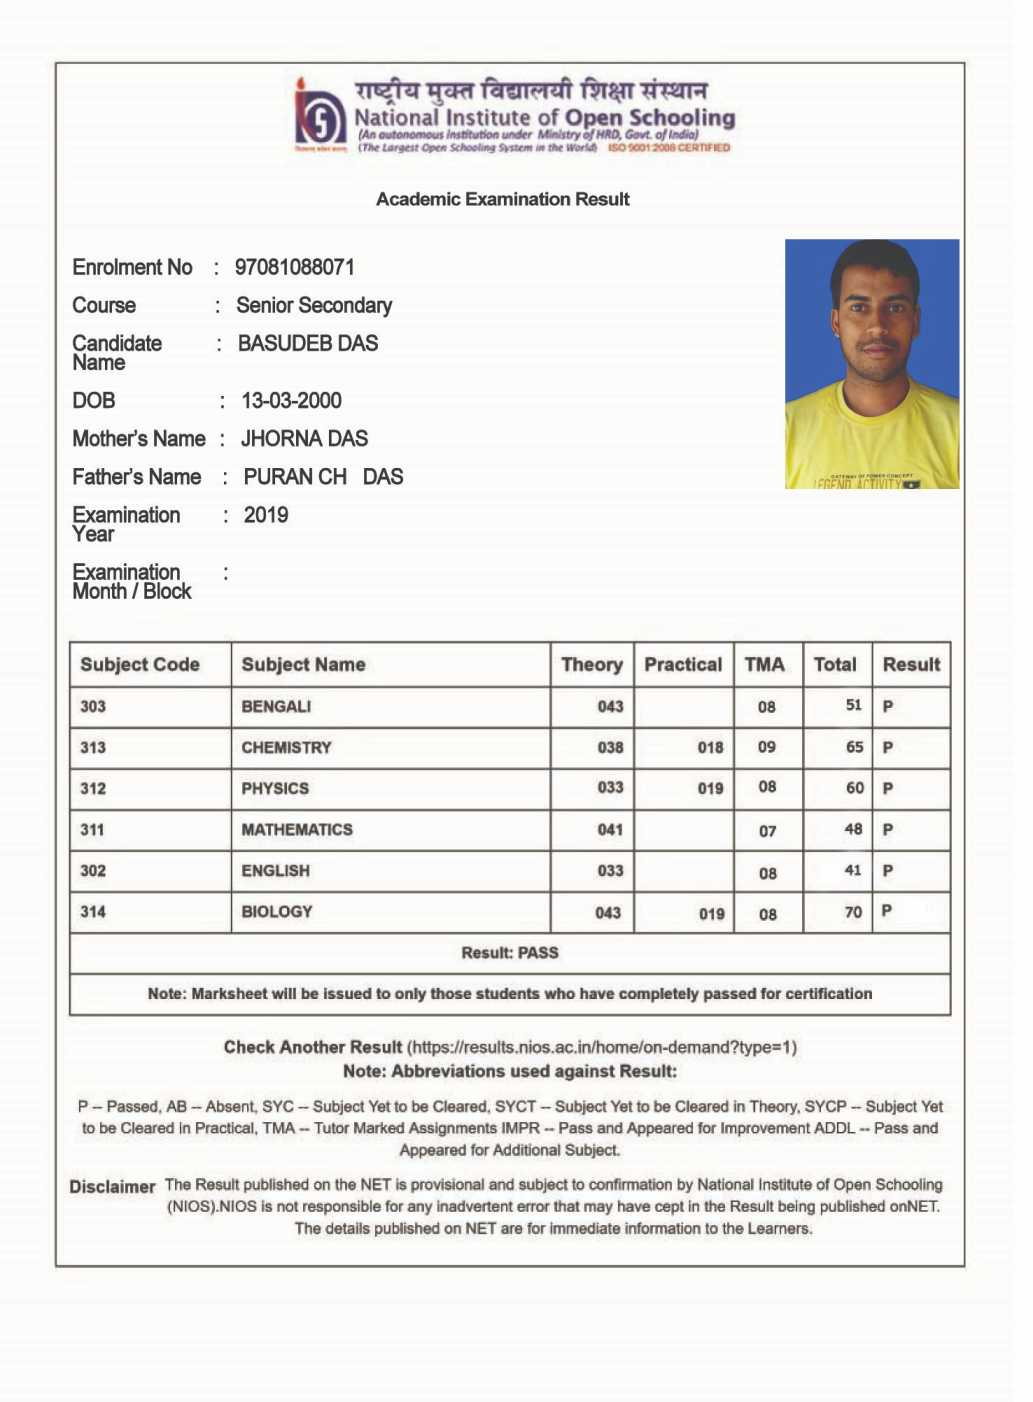 राष्ट्रीय मुक्त विद्यालयी शिक्षा संस्थान
National Institute of Open Schooling
(An autonomous Institution under Ministry of HRD, Govt. of India)
(The Largest Open Schooling System in the World) ISO 9001:2008 CERTIFIED
Academic Examination Result
Enrolment No : 97081088071
Course : Senior Secondary
Candidate Name : BASUDEB DAS
DOB : 13-03-2000
Mother's Name : JHORNA DAS
Father's Name : PURAN CH DAS
Examination Year : 2019
Examination Month / Block :
GATEWAY OF POWER CONCEPT
LEGEND ACTIVITY
Subject Code Subject Name Theory Practical TMA Total Result
303 BENGALI 043 08 51 P
313 CHEMISTRY 038 018 09 65 P
312 PHYSICS 033 019 08 60 P
311 MATHEMATICS 041 07 48 P
302 ENGLISH 033 08 41 P
314 BIOLOGY 043 019 08 70 P
Result: PASS
Note: Marksheet will be issued to only those students who have completely passed for certification
Check Another Result (https://results.nios.ac.in/home/on-demand?type=1)
Note: Abbreviations used against Result:
P -- Passed, AB -- Absent, SYC -- Subject Yet to be Cleared, SYCT -- Subject Yet to be Cleared in Theory, SYCP -- Subject Yet
to be Cleared in Practical, TMA -- Tutor Marked Assignments IMPR -- Pass and Appeared for Improvement ADDL -- Pass and
Appeared for Additional Subject.
Disclaimer The Result published on the NET is provisional and subject to confirmation by National Institute of Open Schooling
(NIOS).NIOS is not responsible for any inadvertent error that may have cept in the Result being published onNET.
The details published on NET are for immediate information to the Learners.